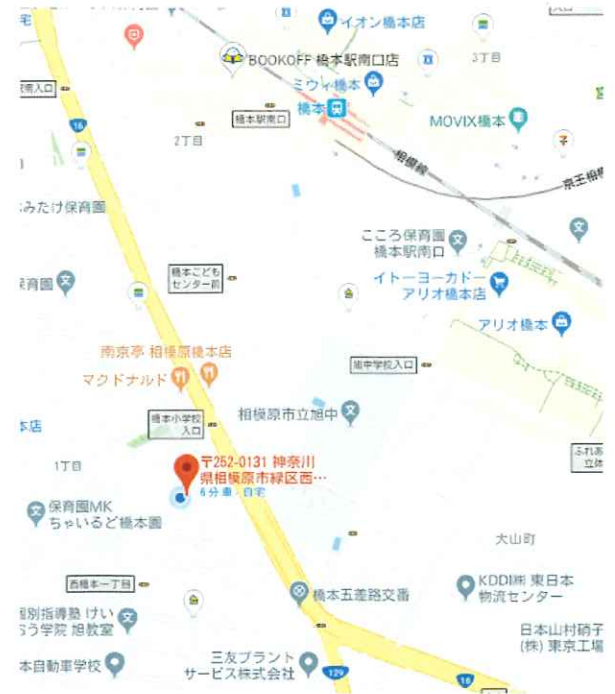 イオン橋本店
BOOKOFF 橋本駅南口店
3丁目
ミウィ橋本
橋本
橋本駅南口
MOVIX橋本
16
2丁目
相模線
京王相模
みたけ保育園
こころ保育園
橋本駅南口
橋本こども
センター前
保育園
イトーヨーカドー
アリオ橋本店
アリオ橋本
南京亭 相模原橋本店
マクドナルド
旭中学校入口
橋本小学校
入口
相模原市立旭中
本店
ふれあ
立体
1丁目
〒252-0131 神奈川
県相模原市緑区西…
6分 車 - 自宅
保育園MK
ちゃいるど橋本園
大山町
西橋本一丁目
橋本五差路交番
KDDI㈱ 東日本
物流センター
個別指導塾 けい
旭教室
日本山村硝子
(株) 東京工場
本自動車学校
三友プラント
サービス株式会社
129
16